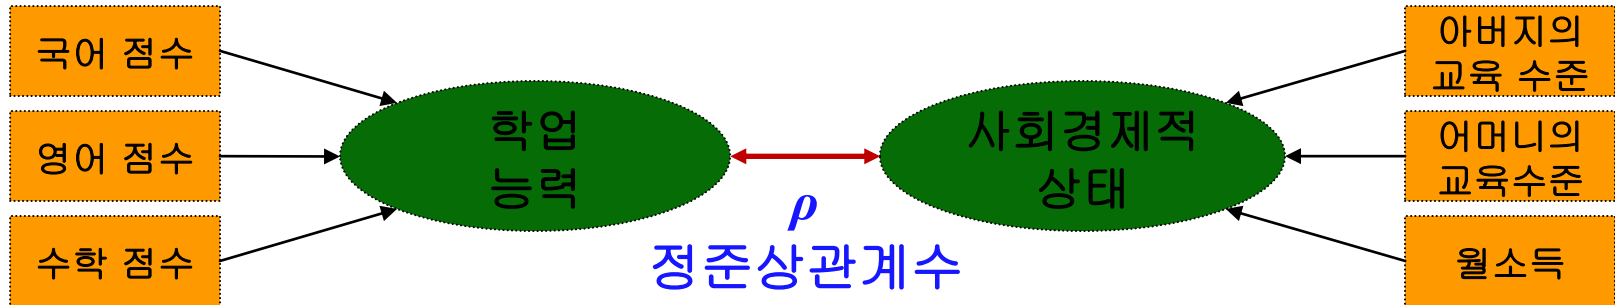 국어 점수
영어 점수
수학 점수
학업
능력
ρ
정준상관계수
사회경제적
상태
아버지의
교육 수준
어머니의
교육수준
월소득